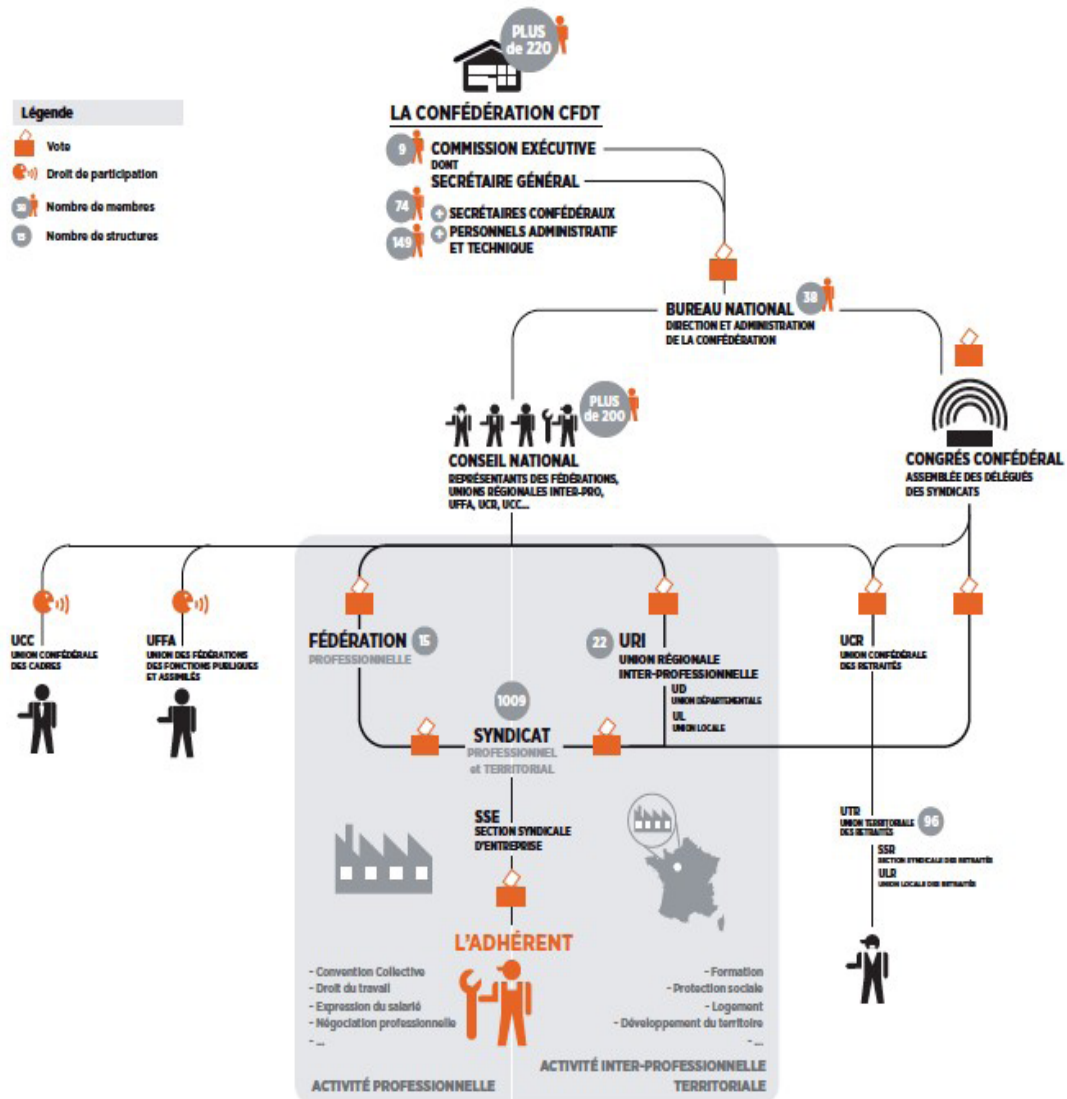 PLUS
de 220
Légende
Vote
Droit de participation
38 Nombre de membres
15 Nombre de structures
LA CONFÉDÉRATION CFDT
9 COMMISSION EXÉCUTIVE
DONT
SECRÉTAIRE GÉNÉRAL
74 + SECRÉTAIRES CONFÉDÉRAUX
149 + PERSONNELS ADMINISTRATIF
ET TECHNIQUE
BUREAU NATIONAL 38
DIRECTION ET ADMINISTRATION
DE LA CONFÉDÉRATION
PLUS
de 200
CONSEIL NATIONAL
REPRÉSENTANTS DES FÉDÉRATIONS,
UNIONS RÉGIONALES INTER-PRO,
UFFA, UCR, UCC...
CONGRÉS CONFÉDÉRAL
ASSEMBLÉE DES DÉLÉGUÉS
DES SYNDICATS
UCC
UNION CONFÉDÉRALE
DES CADRES
UFFA
UNION DES FÉDÉRATIONS
DES FONCTIONS PUBLIQUES
ET ASSIMILÉS
FÉDÉRATION 15
PROFESSIONNELLE
22 URI
UNION RÉGIONALE
INTER-PROFESSIONNELLE
UD
UNION DÉPARTEMENTALE
UL
UNION LOCALE
UCR
UNION CONFÉDÉRALE
DES RETRAITÉS
1009
SYNDICAT
PROFESSIONNEL
et TERRITORIAL
SSE
SECTION SYNDICALE
D'ENTREPRISE
UTR
UNION TERRITORIALE
DES RETRAITÉS
96
SSR
SECTION SYNDICALE DES RETRAITÉS
ULR
UNION LOCALE DES RETRAITÉS
L'ADHÉRENT
- Convention Collective
- Droit du travail
- Expression du salarié
- Négociation professionnelle
- ...
- Formation
- Protection sociale
- Logement
- Développement du territoire
- ...
ACTIVITÉ PROFESSIONNELLE
ACTIVITÉ INTER-PROFESSIONNELLE
TERRITORIALE